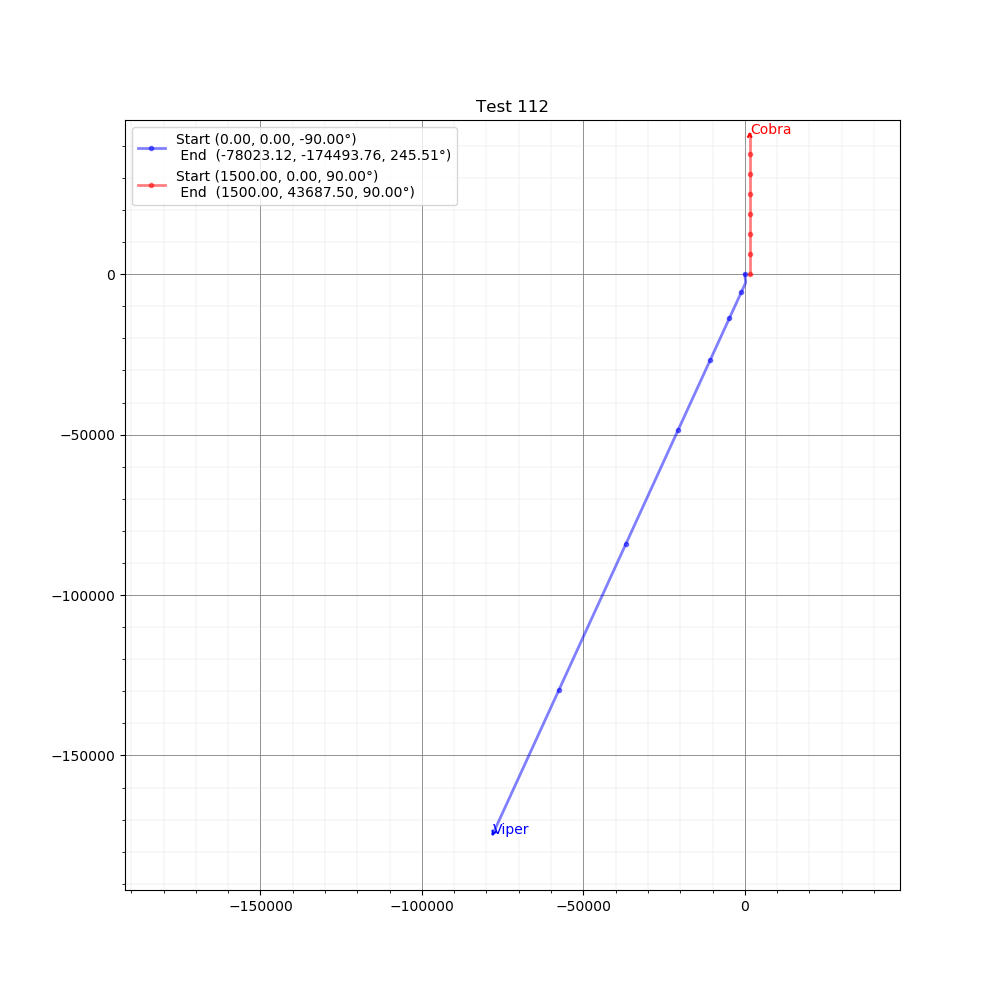 Test 112
Start (0.00, 0.00, -90.00°)
End (-78023.12, -174493.76, 245.51°)
Start (1500.00, 0.00, 90.00°)
End (1500.00, 43687.50, 90.00°)
Cobra
0
−50000
−100000
−150000
Viper
−150000 −100000 −50000 0